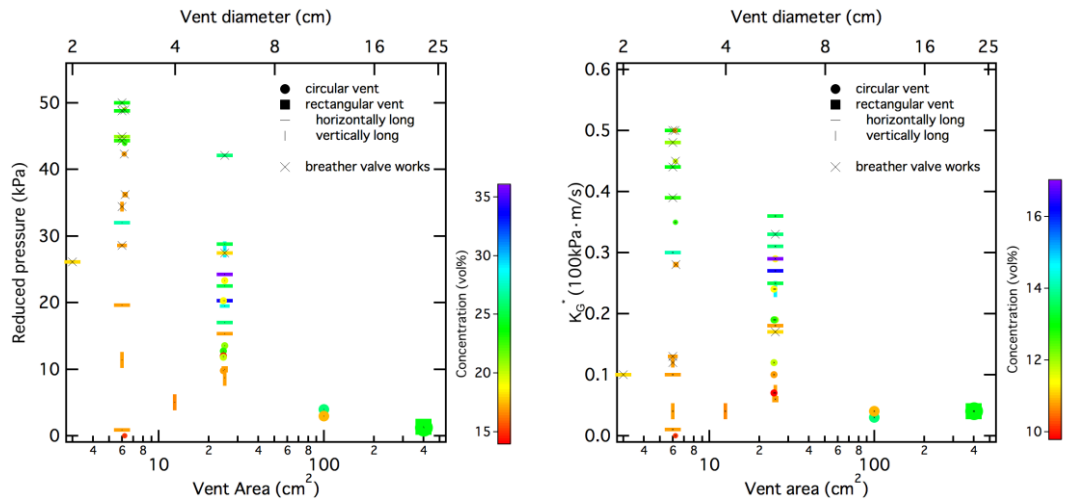 Vent diameter (cm)
2 4 8 16 25
50
40
30
20
10
0
Reduced pressure (kPa)
circular vent
rectangular vent
horizontally long
vertically long
breather valve works
35
30
25
20
15
Concentration (vol%)
4 6 8 10 2 4 6 8 100 2 4
Vent Area (cm2)
Vent diameter (cm)
2 4 8 16 25
0.6
0.5
0.4
0.3
0.2
0.1
0.0
KG* (100kPa·m/s)
circular vent
rectangular vent
horizontally long
vertically long
breather valve works
16
14
12
10
Concentration (vol%)
4 6 8 10 2 4 6 8 100 2 4
Vent area (cm2)